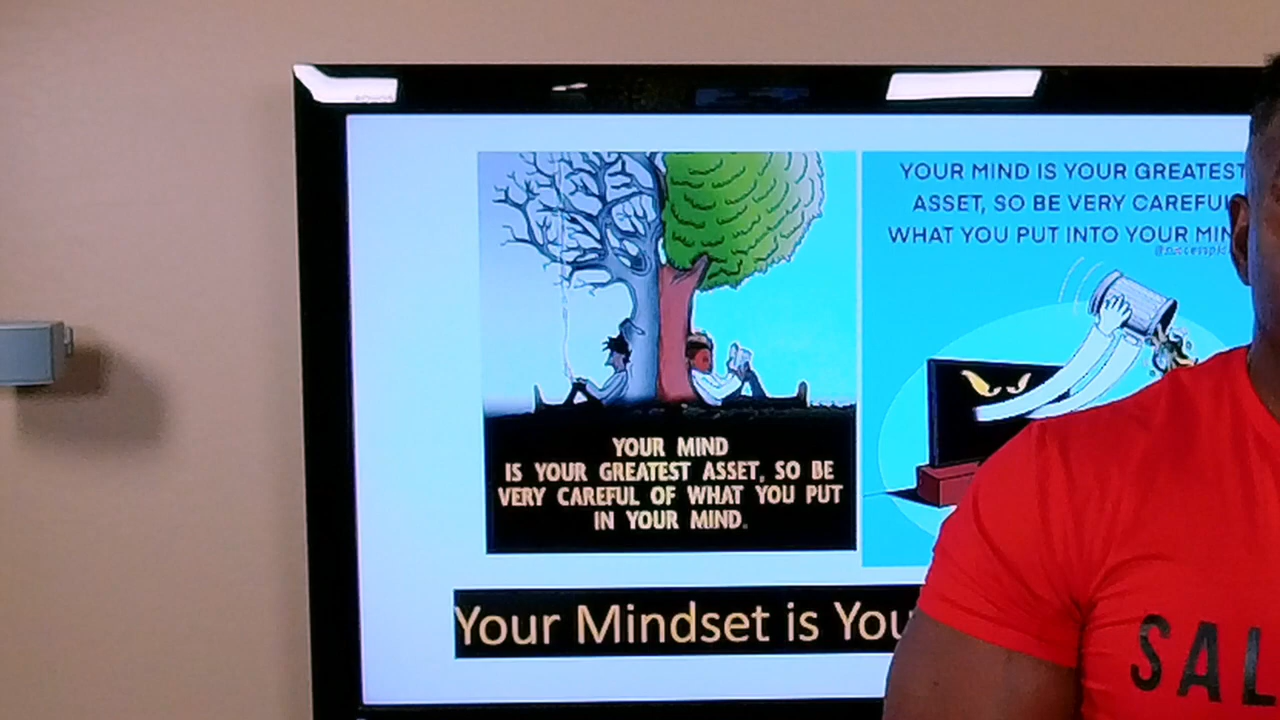 YOUR MIND IS YOUR GREATEST
ASSET, SO BE VERY CAREFUL
WHAT YOU PUT INTO YOUR MIN
YOUR MIND
IS YOUR GREATEST ASSET, SO BE
VERY CAREFUL OF WHAT YOU PUT
IN YOUR MIND.
Your Mindset is You
SAL